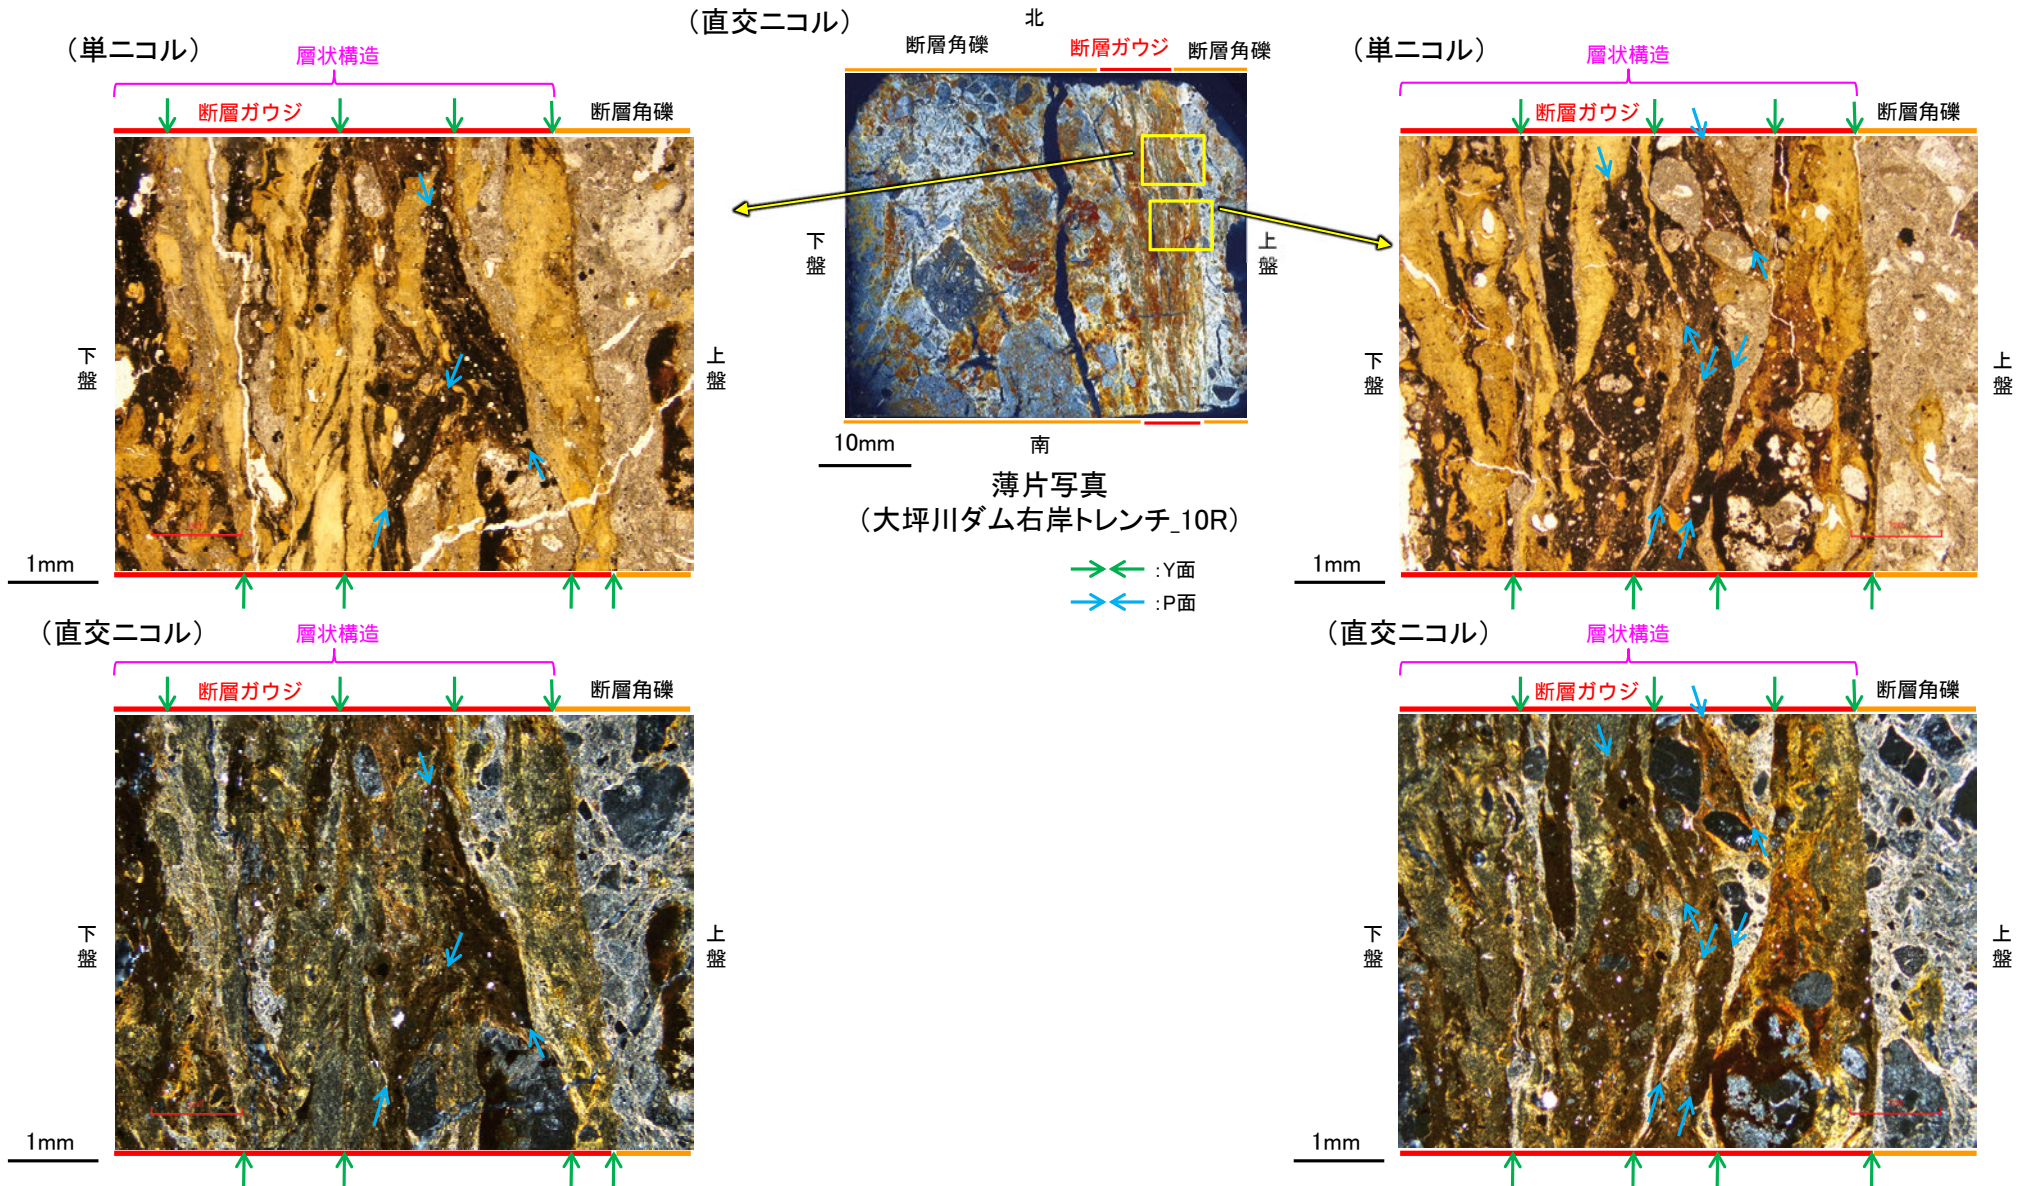 （単ニコル）
層状構造
断層ガウジ
断層角礫
下盤
上盤
1mm
（直交ニコル）
層状構造
断層ガウジ
断層角礫
下盤
上盤
1mm
（直交ニコル）
北
断層角礫
断層ガウジ
断層角礫
下盤
上盤
10mm
南
薄片写真
（大坪川ダム右岸トレンチ_10R）
:Y面
:P面
（単ニコル）
層状構造
断層ガウジ
断層角礫
下盤
上盤
1mm
（直交ニコル）
層状構造
断層ガウジ
断層角礫
下盤
上盤
1mm